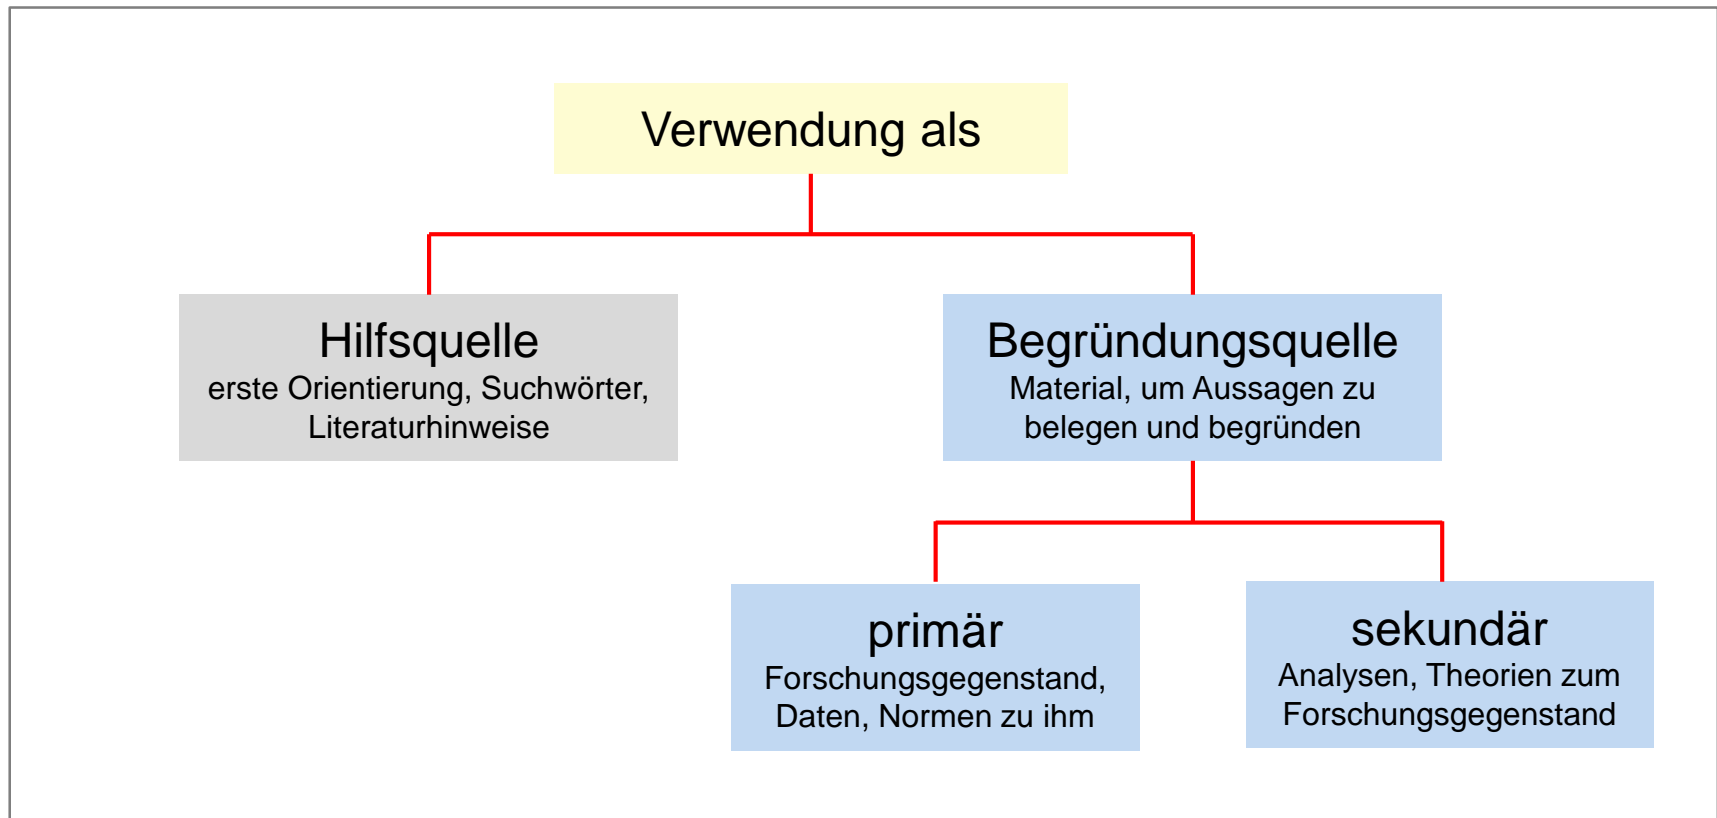 Verwendung als
Hilfsquelle
erste Orientierung, Suchwörter,
Literaturhinweise
Begründungsquelle
Material, um Aussagen zu
belegen und begründen
primär
Forschungsgegenstand,
Daten, Normen zu ihm
sekundär
Analysen, Theorien zum
Forschungsgegenstand